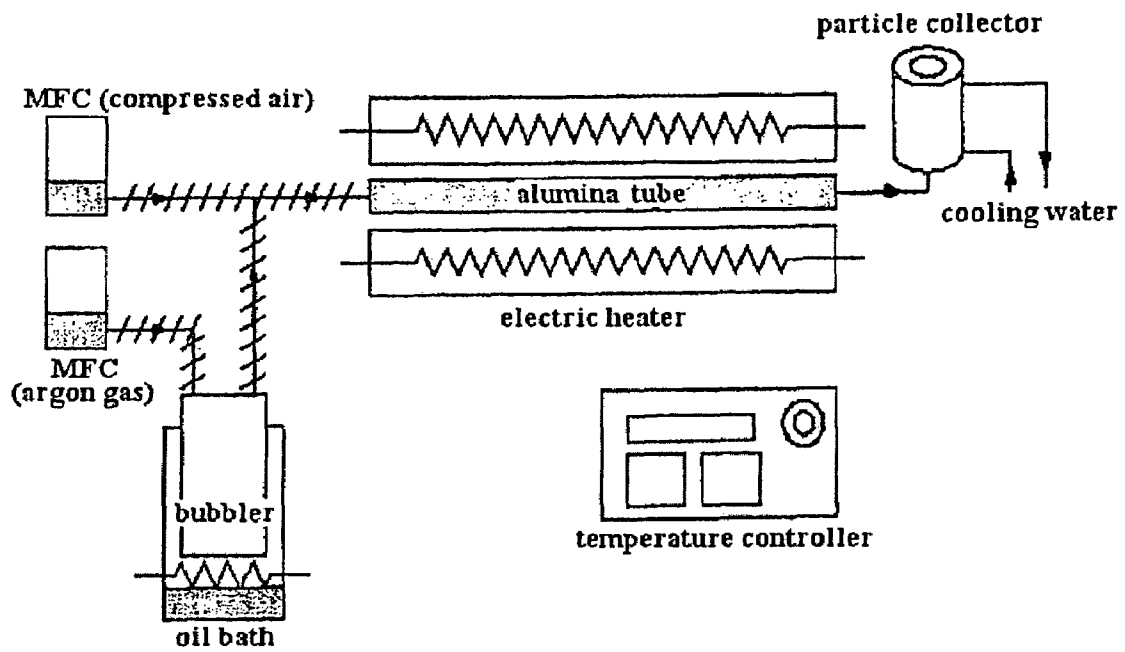 particle collector
MFC (compressed air)
alumina tube
cooling water
electric heater
MFC
(argon gas)
bubbler
temperature controller
oil bath